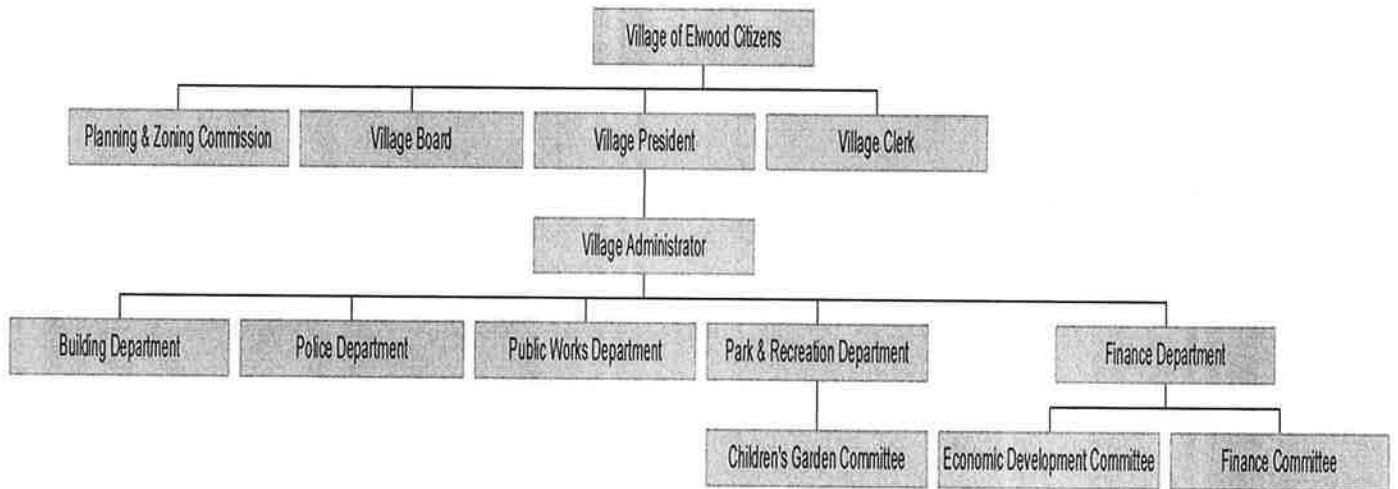 Village of Elwood Citizens
Planning & Zoning Commission
Village Board
Village President
Village Clerk
Village Administrator
Building Department
Police Department
Public Works Department
Park & Recreation Department
Finance Department
Children's Garden Committee
Economic Development Committee
Finance Committee